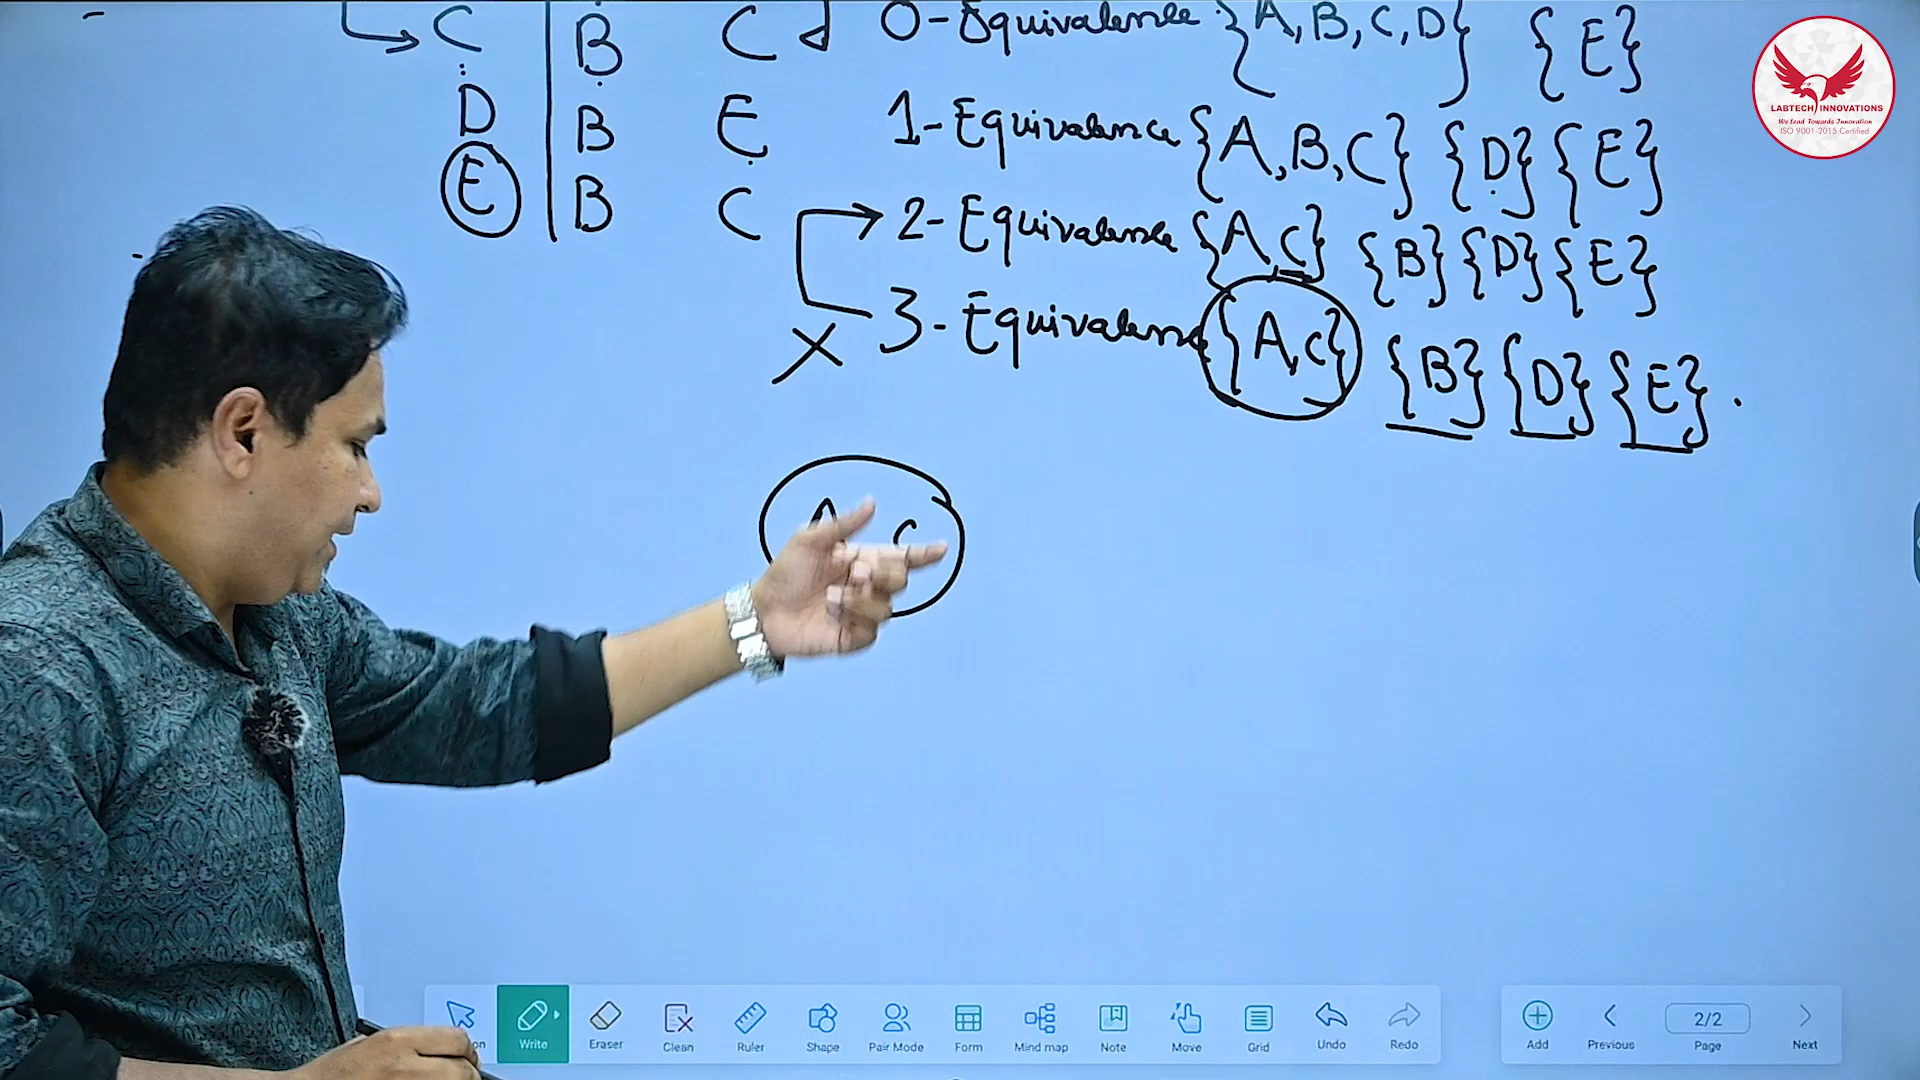 C B C 0-Equivalence : {A, B, C, D} {E}
D B E 1-Equivalence {A, B, C} {D} {E}
E B C 2-Equivalence {A, C} {B} {D} {E}
X 3-Equivalence {A, C} {B} {D} {E} .
A C
LABTECH INNOVATIONS
We Lead Towards Innovation
ISO 9001-2015 Certified
Write Eraser Clean Ruler Shape Pair Mode Form Mind map Note Move Grid Undo Redo
Add Previous 2/2 Page Next